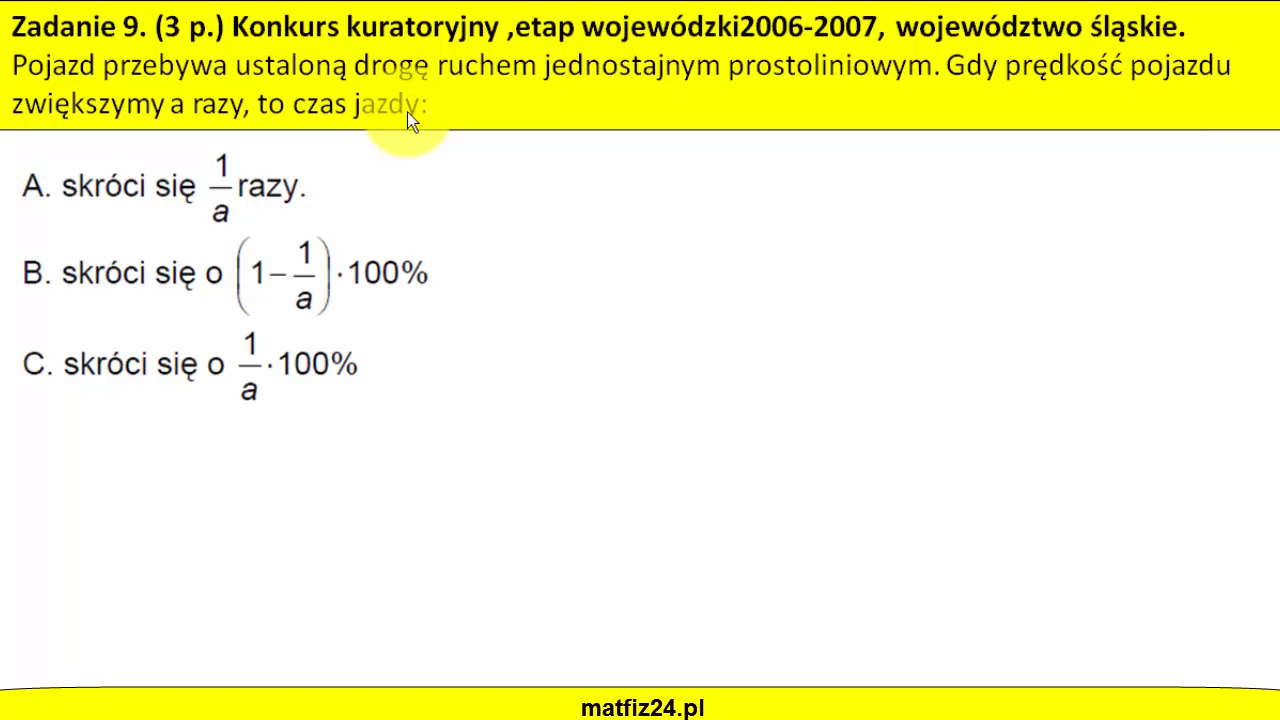 Zadanie 9. (3 p.) Konkurs kuratoryjny ,etap wojewódzki2006-2007, województwo śląskie.
Pojazd przebywa ustaloną drogę ruchem jednostajnym prostoliniowym. Gdy prędkość pojazdu
zwiększymy a razy, to czas jazdy:
A. skróci się 1/a razy.
B. skróci się o (1 − 1/a) · 100%
C. skróci się o 1/a · 100%
matfiz24.pl